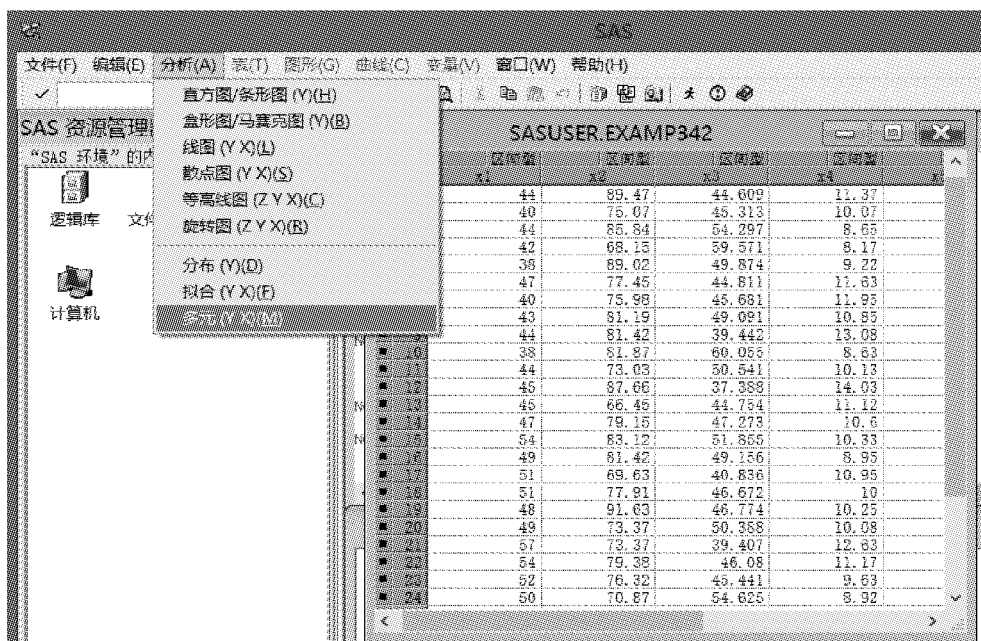 SAS
文件(F) 编辑(E) 分析(A) 表(T) 图形(G) 曲线(C) 变量(V) 窗口(W) 帮助(H)
直方图/条形图 (Y)(H)
盒形图/马赛克图 (Y)(B)
线图 (Y X)(L)
散点图 (Y X)(S)
等高线图 (Z Y X)(C)
旋转图 (Z Y X)(R)
分布 (Y)(D)
拟合 (Y X)(F)
多元 (Y X)(M)
SAS 资源管理
“SAS 环境”的内
逻辑库 文件
计算机
SASUSER.EXAMP342
区间型 区间型 区间型 区间型
x1 x2 x3 x4
44 89.47 44.609 11.37
40 75.07 45.313 10.07
44 85.84 54.297 8.65
42 68.15 59.571 8.17
38 89.02 49.874 9.22
47 77.45 44.811 11.63
40 75.98 45.681 11.95
43 81.19 49.091 10.85
44 81.42 39.442 13.08
10 38 81.87 60.055 8.63
11 44 73.03 50.541 10.13
12 45 87.66 37.388 14.03
13 45 66.45 44.754 11.12
14 47 79.15 47.273 10.6
15 54 83.12 51.855 10.33
16 49 81.42 49.156 8.95
17 51 69.63 40.836 10.95
18 51 77.91 46.672 10
19 48 91.63 46.774 10.25
20 49 73.37 50.388 10.08
21 57 73.37 39.407 12.63
22 54 79.38 46.08 11.17
23 52 76.32 45.441 9.63
24 50 70.87 54.625 8.92